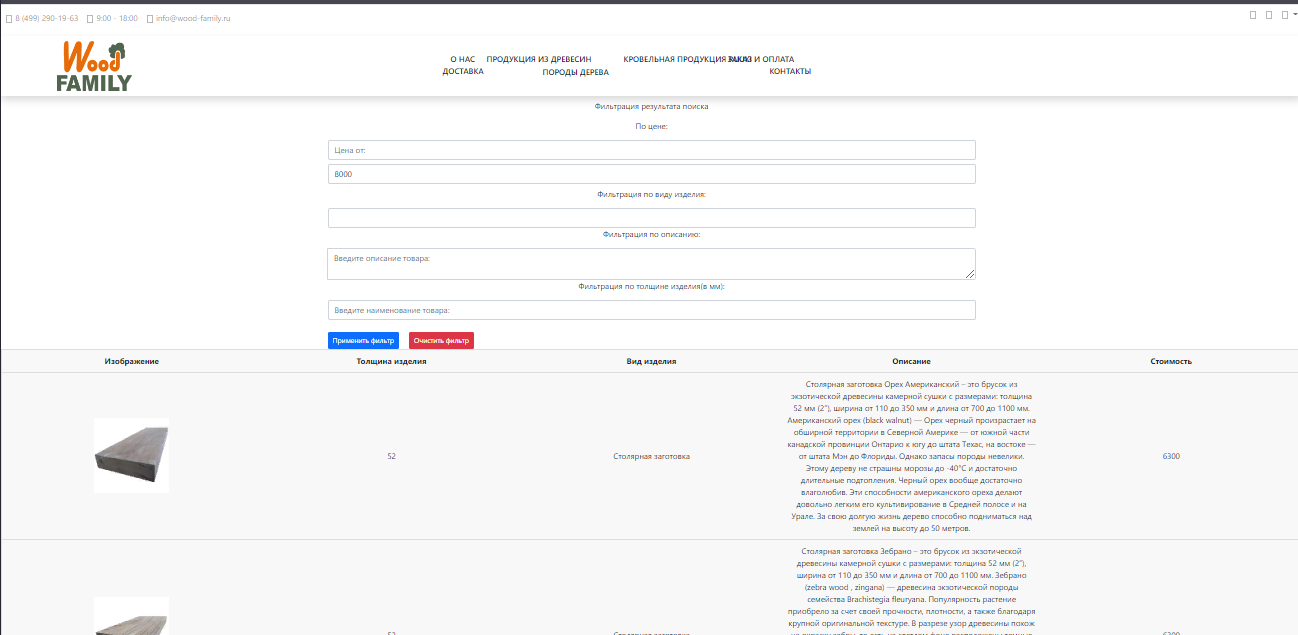 8 (499) 290-19-63 9:00 - 18:00 info@wood-family.ru
Wood
FAMILY
О НАС ПРОДУКЦИЯ ИЗ ДРЕВЕСИН КРОВЕЛЬНАЯ ПРОДУКЦИЯ ЗАКАЗ И ОПЛАТА
ДОСТАВКА ПОРОДЫ ДЕРЕВА КОНТАКТЫ
Фильтрация результата поиска
По цене:
Цена от:
8000
Фильтрация по виду изделия:
Фильтрация по описанию:
Введите описание товара:
Фильтрация по толщине изделия(в мм):
Введите наименование товара:
Применить фильтр Очистить фильтр
Изображение Толщина изделия Вид изделия Описание Стоимость
Столярная заготовка Орех Американский – это брусок из
экзотической древесины камерной сушки с размерами: толщина
52 мм (2”), ширина от 110 до 350 мм и длина от 700 до 1100 мм.
Американский орех (black walnut) — Орех черный произрастает на
обширной территории в Северной Америке — от южной части
канадской провинции Онтарио к югу до штата Техас, на востоке —
от штата Мэн до Флориды. Однако запасы породы невелики.
Этому дереву не страшны морозы до -40°C и достаточно
длительные подтопления. Черный орех вообще достаточно
влаголюбив. Эти способности американского ореха делают
довольно легким его культивирование в Средней полосе и на
Урале. За свою долгую жизнь дерево способно подниматься над
землей на высоту до 50 метров.
52 Столярная заготовка 6300
Столярная заготовка Зебрано – это брусок из экзотической
древесины камерной сушки с размерами: толщина 52 мм (2”),
ширина от 110 до 350 мм и длина от 700 до 1100 мм. Зебрано
(zebra wood , zingana) — древесина экзотической породы
семейства Brachistegia fleuryana. Популярность растение
приобрело за счет своей прочности, плотности, а также благодаря
крупной оригинальной текстуре. В разрезе узор древесины похож
52 Столярная заготовка 6300